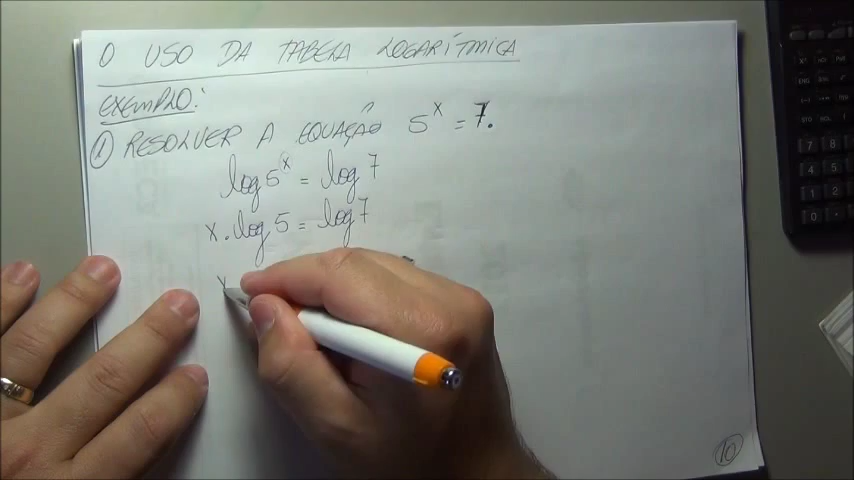 O USO DA TABELA LOGARÍTMICA
EXEMPLO:
1 RESOLVER A EQUAÇÃO 5^x = 7.
log 5^x = log 7
x . log 5 = log 7
x
10